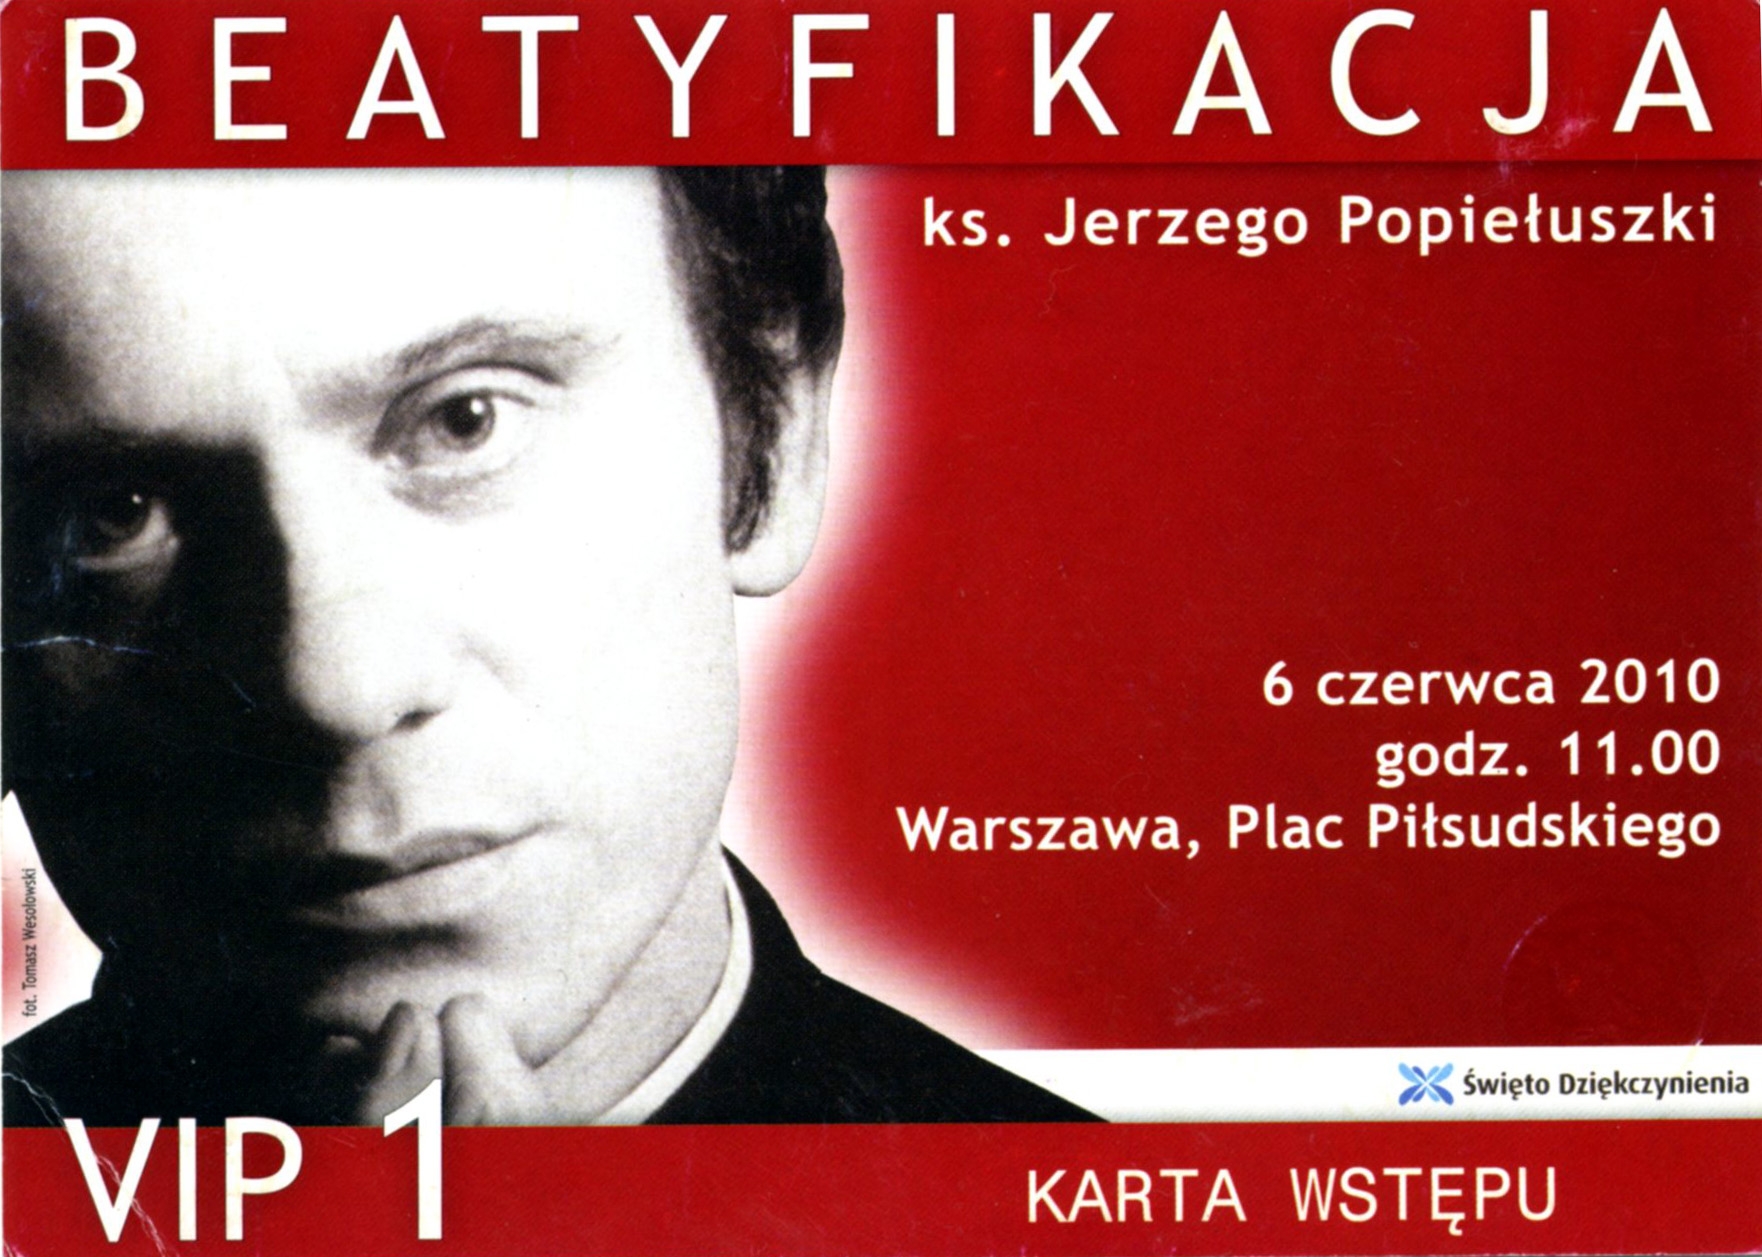 BEATYFIKACJA
ks. Jerzego Popiełuszki
6 czerwca 2010
godz. 11.00
Warszawa, Plac Piłsudskiego
fot. Tomasz Wesołowski
Święto Dziękczynienia
VIP 1
KARTA WSTĘPU